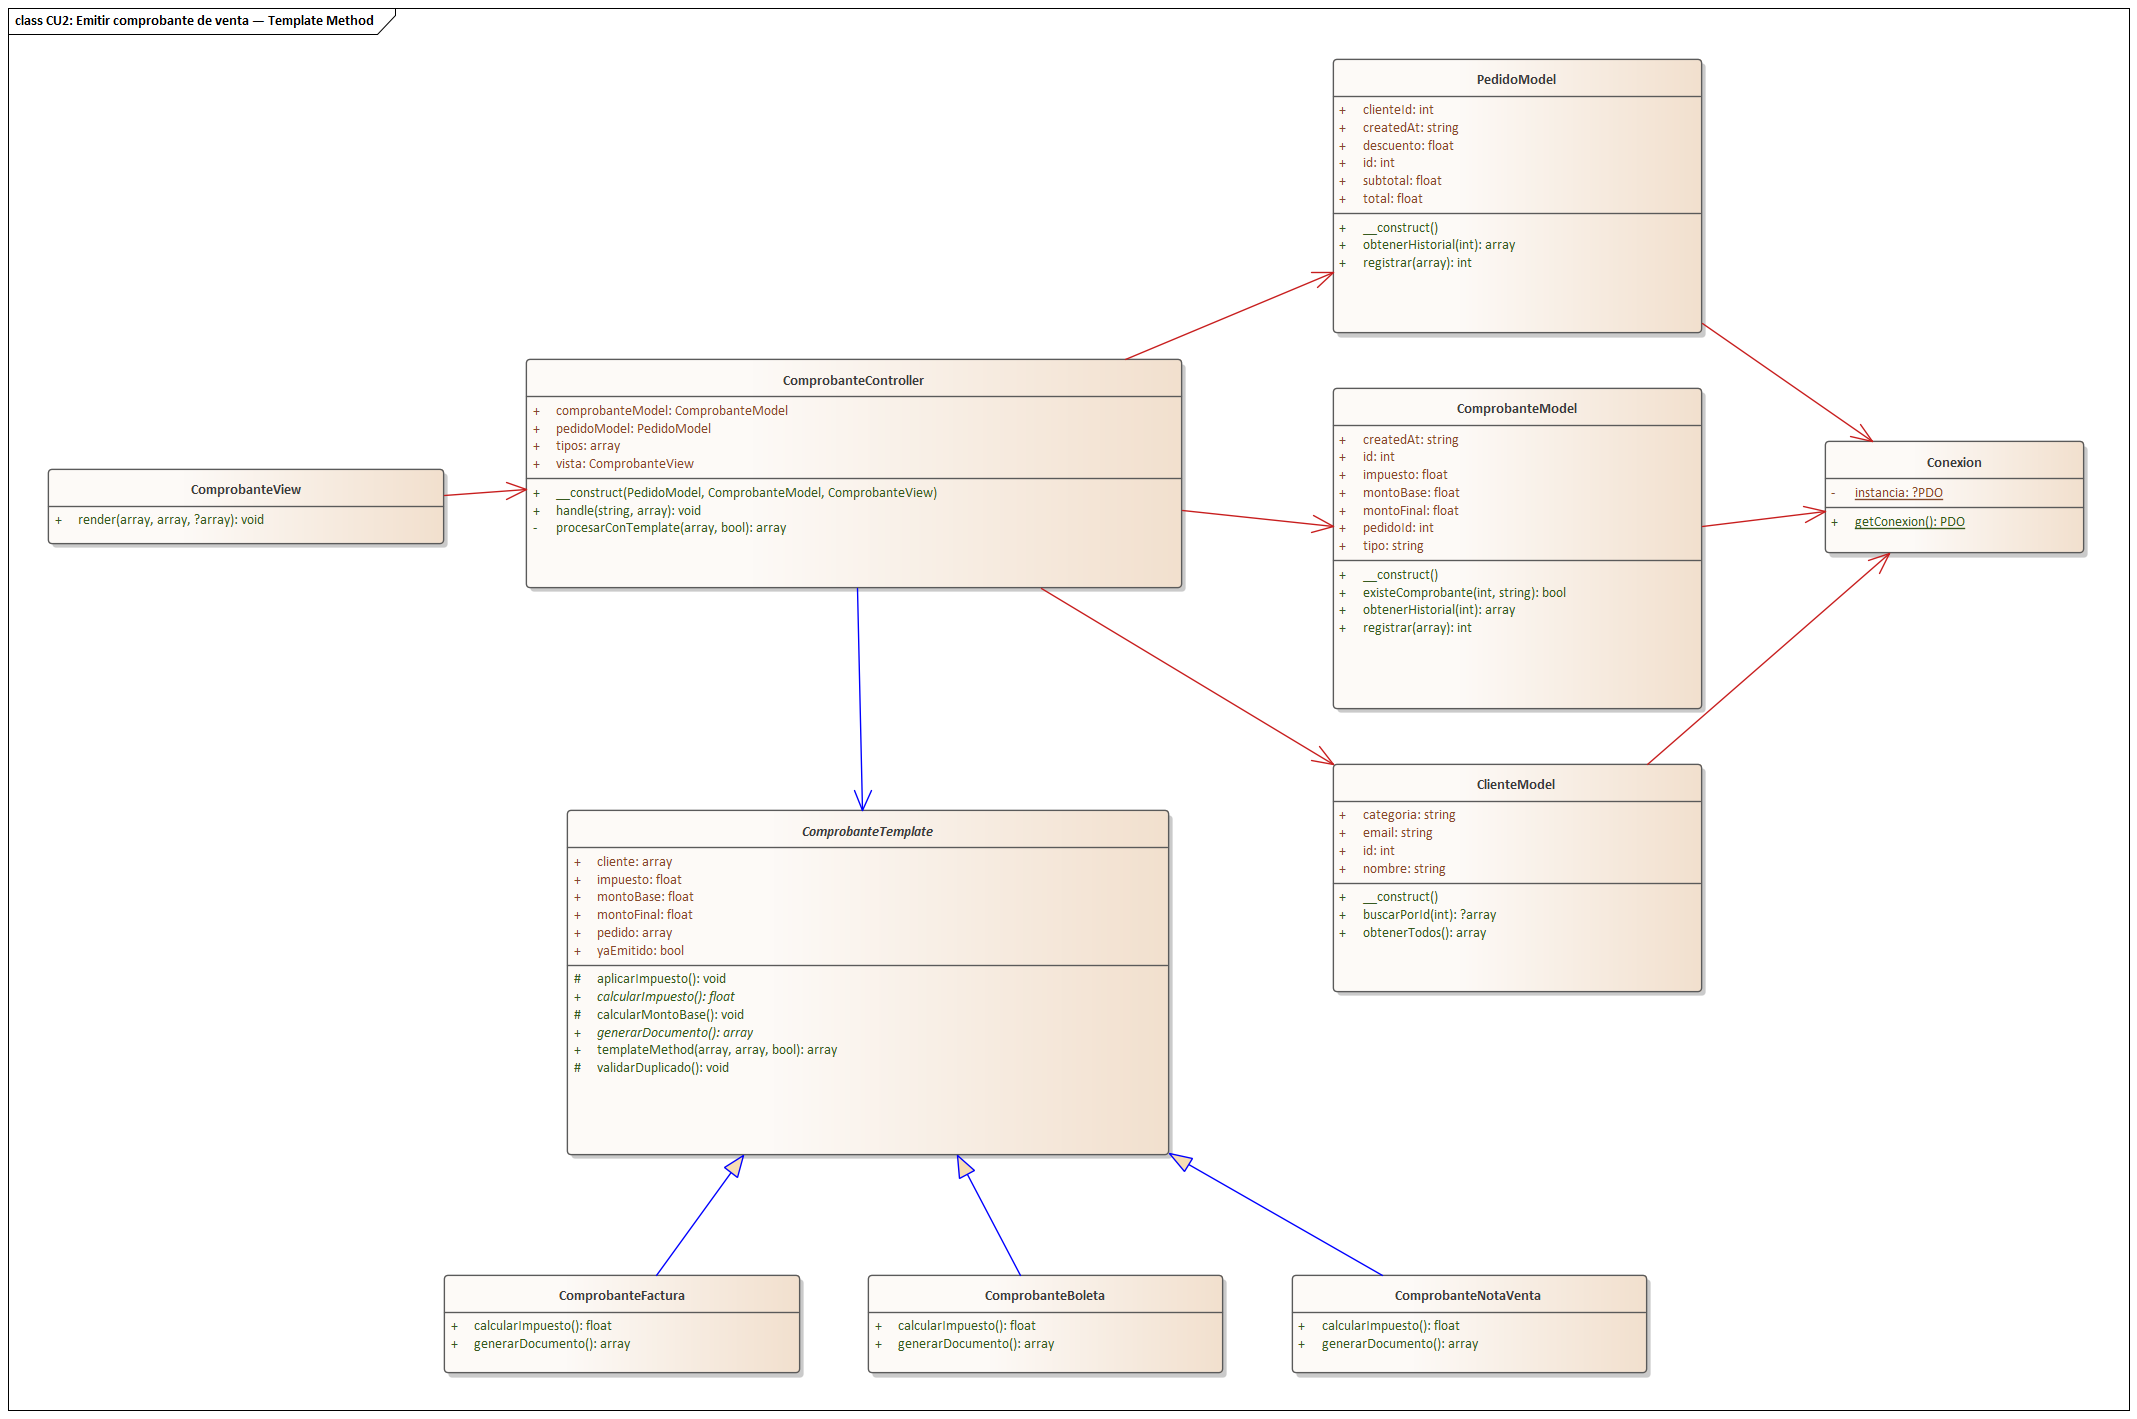 class CU2: Emitir comprobante de venta — Template Method
PedidoModel
+ clienteId: int
+ createdAt: string
+ descuento: float
+ id: int
+ subtotal: float
+ total: float
+ __construct()
+ obtenerHistorial(int): array
+ registrar(array): int
ComprobanteController
+ comprobanteModel: ComprobanteModel
+ pedidoModel: PedidoModel
+ tipos: array
+ vista: ComprobanteView
+ __construct(PedidoModel, ComprobanteModel, ComprobanteView)
+ handle(string, array): void
- procesarConTemplate(array, bool): array
ComprobanteModel
+ createdAt: string
+ id: int
+ impuesto: float
+ montoBase: float
+ montoFinal: float
+ pedidoId: int
+ tipo: string
+ __construct()
+ existeComprobante(int, string): bool
+ obtenerHistorial(int): array
+ registrar(array): int
Conexion
- instancia: ?PDO
+ getConexion(): PDO
ComprobanteView
+ render(array, array, ?array): void
ClienteModel
+ categoria: string
+ email: string
+ id: int
+ nombre: string
+ __construct()
+ buscarPorId(int): ?array
+ obtenerTodos(): array
ComprobanteTemplate
+ cliente: array
+ impuesto: float
+ montoBase: float
+ montoFinal: float
+ pedido: array
+ yaEmitido: bool
# aplicarImpuesto(): void
+ calcularImpuesto(): float
# calcularMontoBase(): void
+ generarDocumento(): array
+ templateMethod(array, array, bool): array
# validarDuplicado(): void
ComprobanteFactura
+ calcularImpuesto(): float
+ generarDocumento(): array
ComprobanteBoleta
+ calcularImpuesto(): float
+ generarDocumento(): array
ComprobanteNotaVenta
+ calcularImpuesto(): float
+ generarDocumento(): array